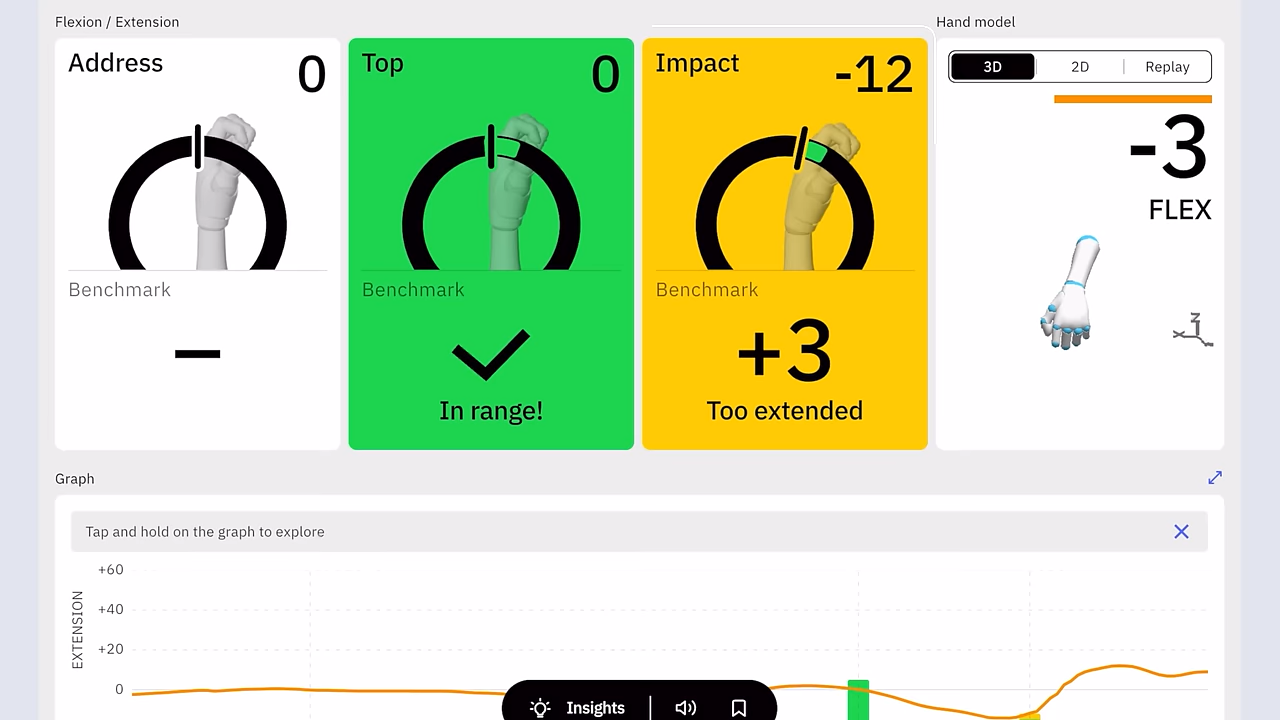 Flexion / Extension
Hand model
Address
0
Top
0
Impact
-12
3D
2D
Replay
-3
FLEX
Benchmark
Benchmark
Benchmark
–
+3
In range!
Too extended
Z
X
Graph
Tap and hold on the graph to explore
EXTENSION
+60
+40
+20
0
Insights